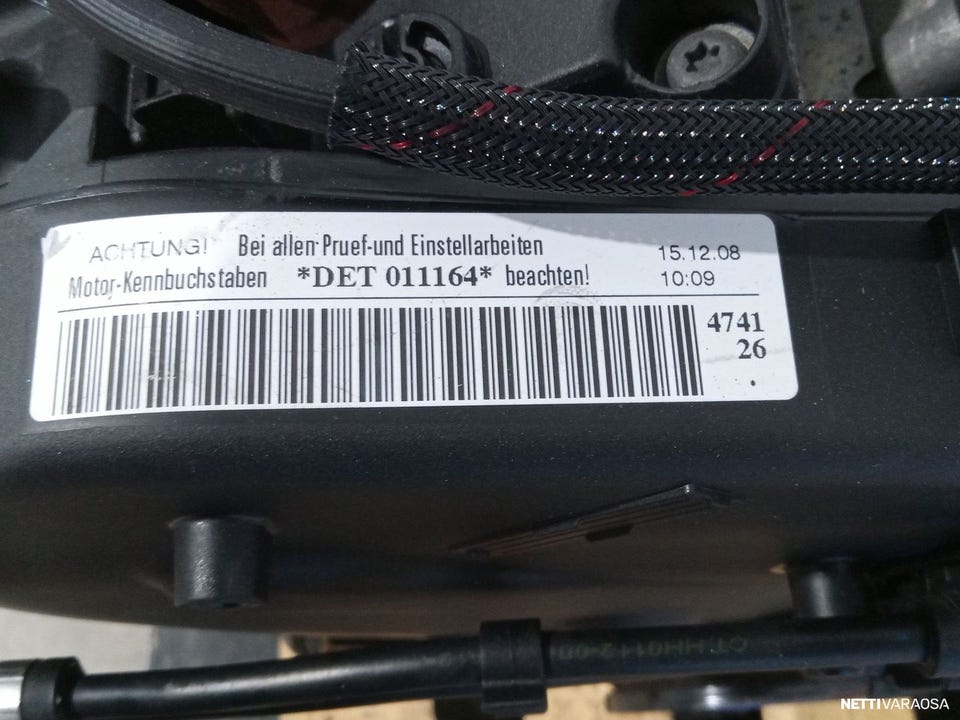 ACHTUNG! Bei allen Pruef-und Einstellarbeiten 15.12.08
Motor-Kennbuchstaben *DET 011164* beachten! 10:09
4741
26
NETTIVARAOSA